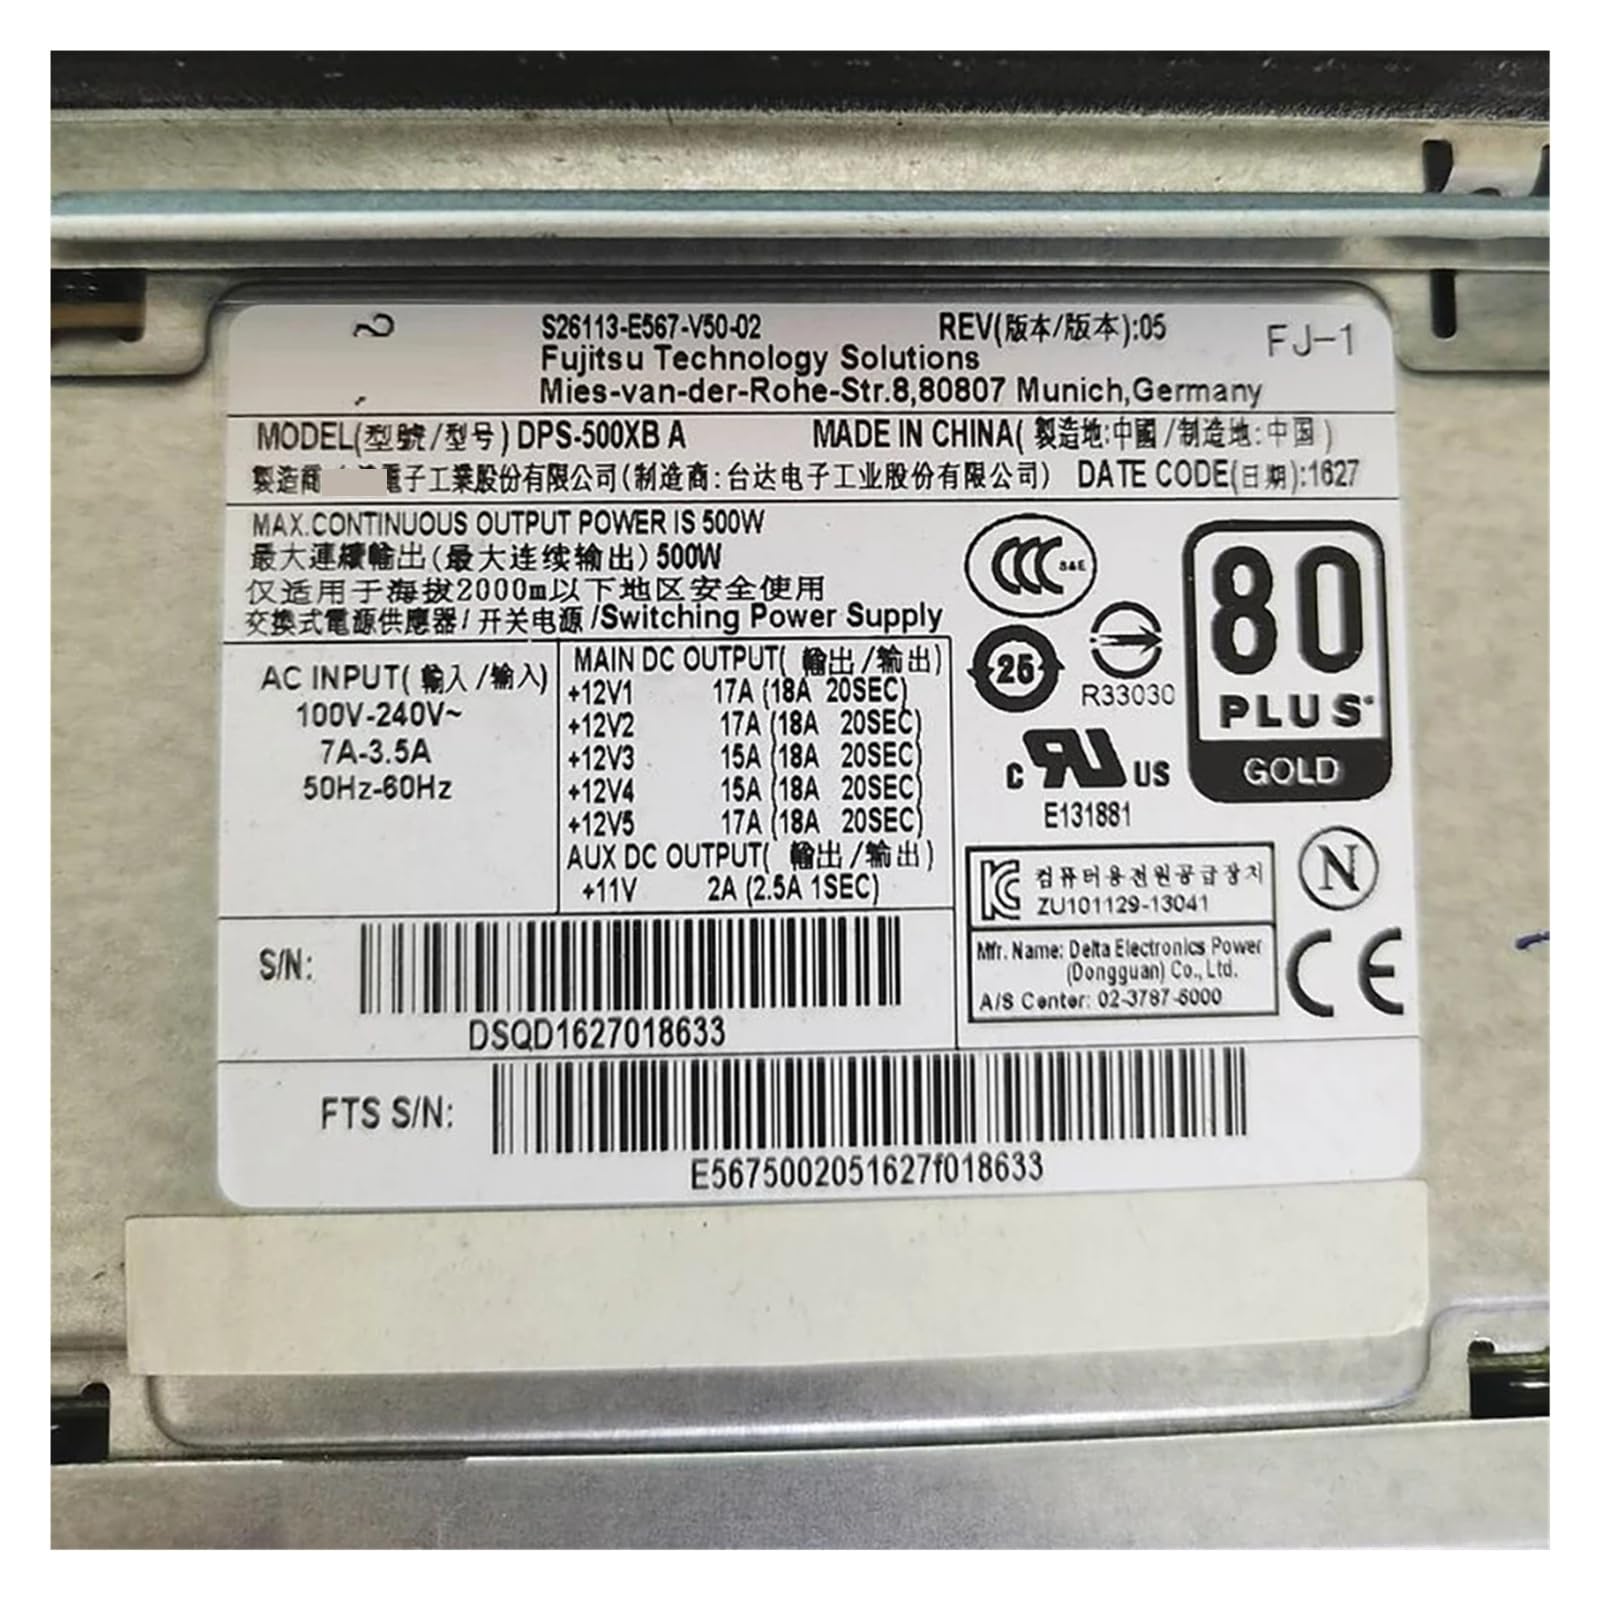 S26113-E567-V50-02 REV(版本/版本):05 FJ-1
Fujitsu Technology Solutions
Mies-van-der-Rohe-Str.8,80807 Munich,Germany
MODEL(型號/型号) DPS-500XB A MADE IN CHINA( 製造地:中國 /制造地:中国 )
製造商 電子工業股份有限公司(制造商:台达电子工业股份有限公司) DATE CODE(日期):1627
MAX.CONTINUOUS OUTPUT POWER IS 500W
最大連續輸出(最大连续输出) 500W
仅适用于海拔2000m以下地区安全使用
交換式電源供應器/ 开关电源 /Switching Power Supply
AC INPUT( 輸入 /输入)
100V-240V~
7A-3.5A
50Hz-60Hz
MAIN DC OUTPUT( 輸出 /输出)
+12V1 17A (18A 20SEC)
+12V2 17A (18A 20SEC)
+12V3 15A (18A 20SEC)
+12V4 15A (18A 20SEC)
+12V5 17A (18A 20SEC)
AUX DC OUTPUT( 輸出 /输出)
+11V 2A (2.5A 1SEC)
CCC S&E
25
R33030
80
PLUS
GOLD
c RU US
E131881
N
KC 컴퓨터용전원공급장치
ZU101129-13041
Mfr. Name: Delta Electronics Power
(Dongguan) Co., Ltd.
A/S Center: 02-3787-5000
CE
S/N:
DSQD1627018633
FTS S/N:
E5675002051627f018633